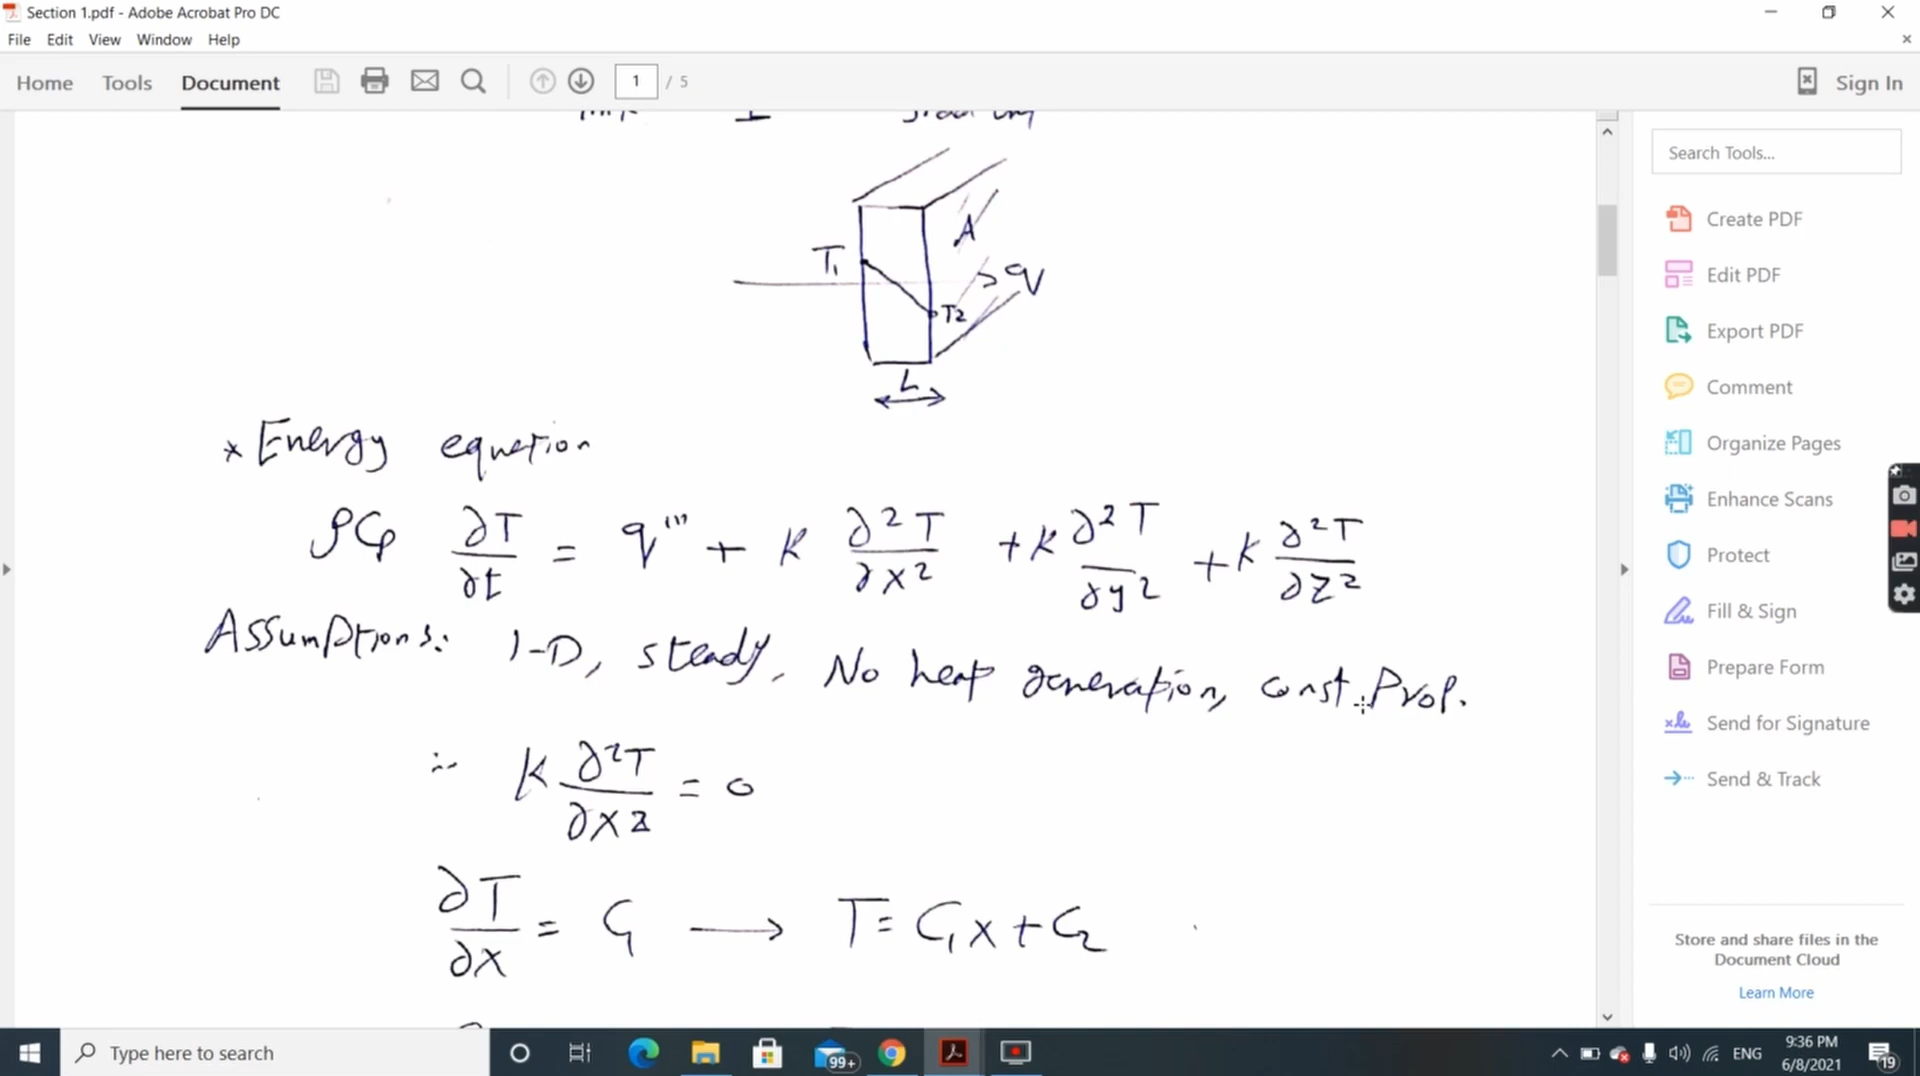 Section 1.pdf - Adobe Acrobat Pro DC
File Edit View Window Help
Home Tools Document 1 / 5 Sign In
Search Tools...
Create PDF
Edit PDF
Export PDF
Comment
Organize Pages
Enhance Scans
Protect
Fill & Sign
Prepare Form
Send for Signature
Send & Track
Store and share files in the
Document Cloud
Learn More
A
T₁
q
T2
L
* Energy equation
ρCp ∂T/∂t = q''' + K ∂²T/∂x² + K ∂²T/∂y² + K ∂²T/∂z²
Assumptions: 1-D, steady, No heat generation, const. Prop.
∴ K ∂²T/∂x2 = 0
∂T/∂x = C₁ → T = C₁x + C₂
Type here to search
99+
ENG
9:36 PM
6/8/2021
19